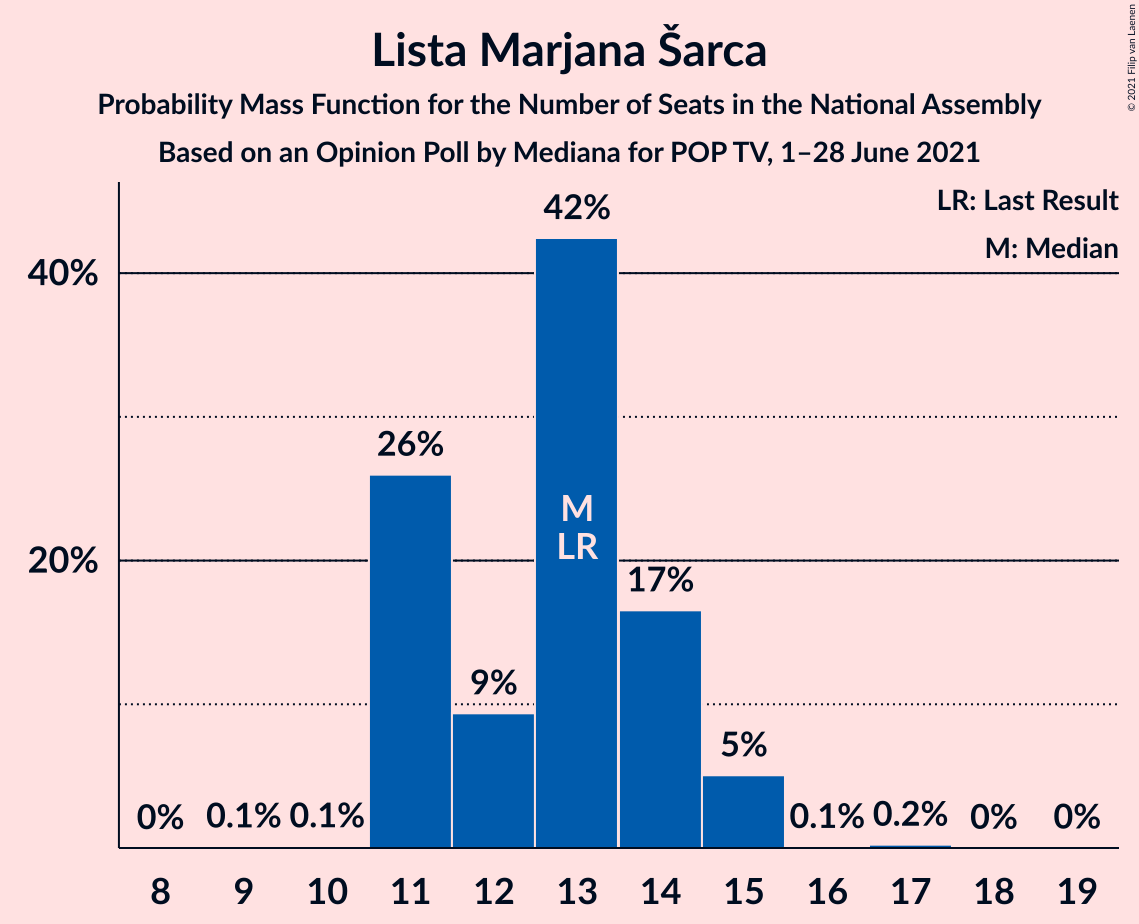 Lista Marjana Šarca
Probability Mass Function for the Number of Seats in the National Assembly
Based on an Opinion Poll by Mediana for POP TV, 1–28 June 2021
© 2021 Filip van Laenen
LR: Last Result
M: Median
40%
20%
0%
0.1%
0.1%
26%
9%
42%
M
LR
17%
5%
0.1%
0.2%
0%
0%
8 9 10 11 12 13 14 15 16 17 18 19